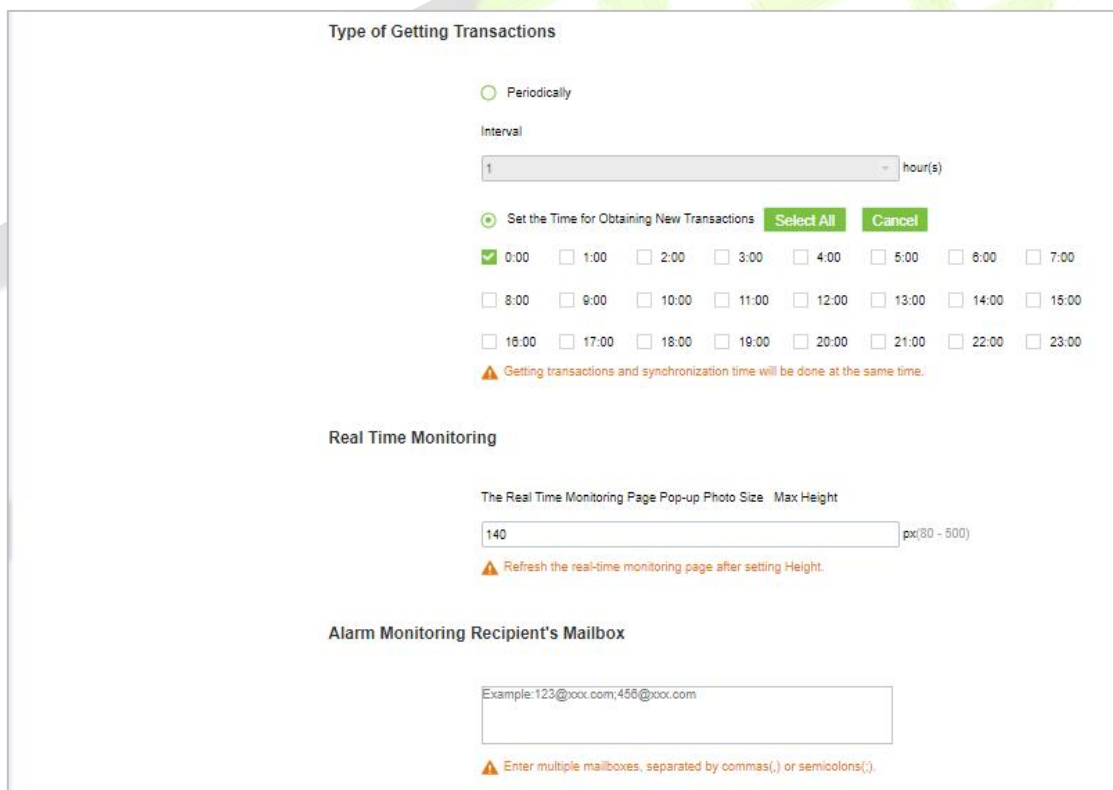 Type of Getting Transactions
Periodically
Interval
1 hour(s)
Set the Time for Obtaining New Transactions Select All Cancel
0:00 1:00 2:00 3:00 4:00 5:00 6:00 7:00
8:00 9:00 10:00 11:00 12:00 13:00 14:00 15:00
16:00 17:00 18:00 19:00 20:00 21:00 22:00 23:00
Getting transactions and synchronization time will be done at the same time.
Real Time Monitoring
The Real Time Monitoring Page Pop-up Photo Size Max Height
140 px(80 - 500)
Refresh the real-time monitoring page after setting Height.
Alarm Monitoring Recipient's Mailbox
Example:123@xxx.com;456@xxx.com
Enter multiple mailboxes, separated by commas(,) or semicolons(;).